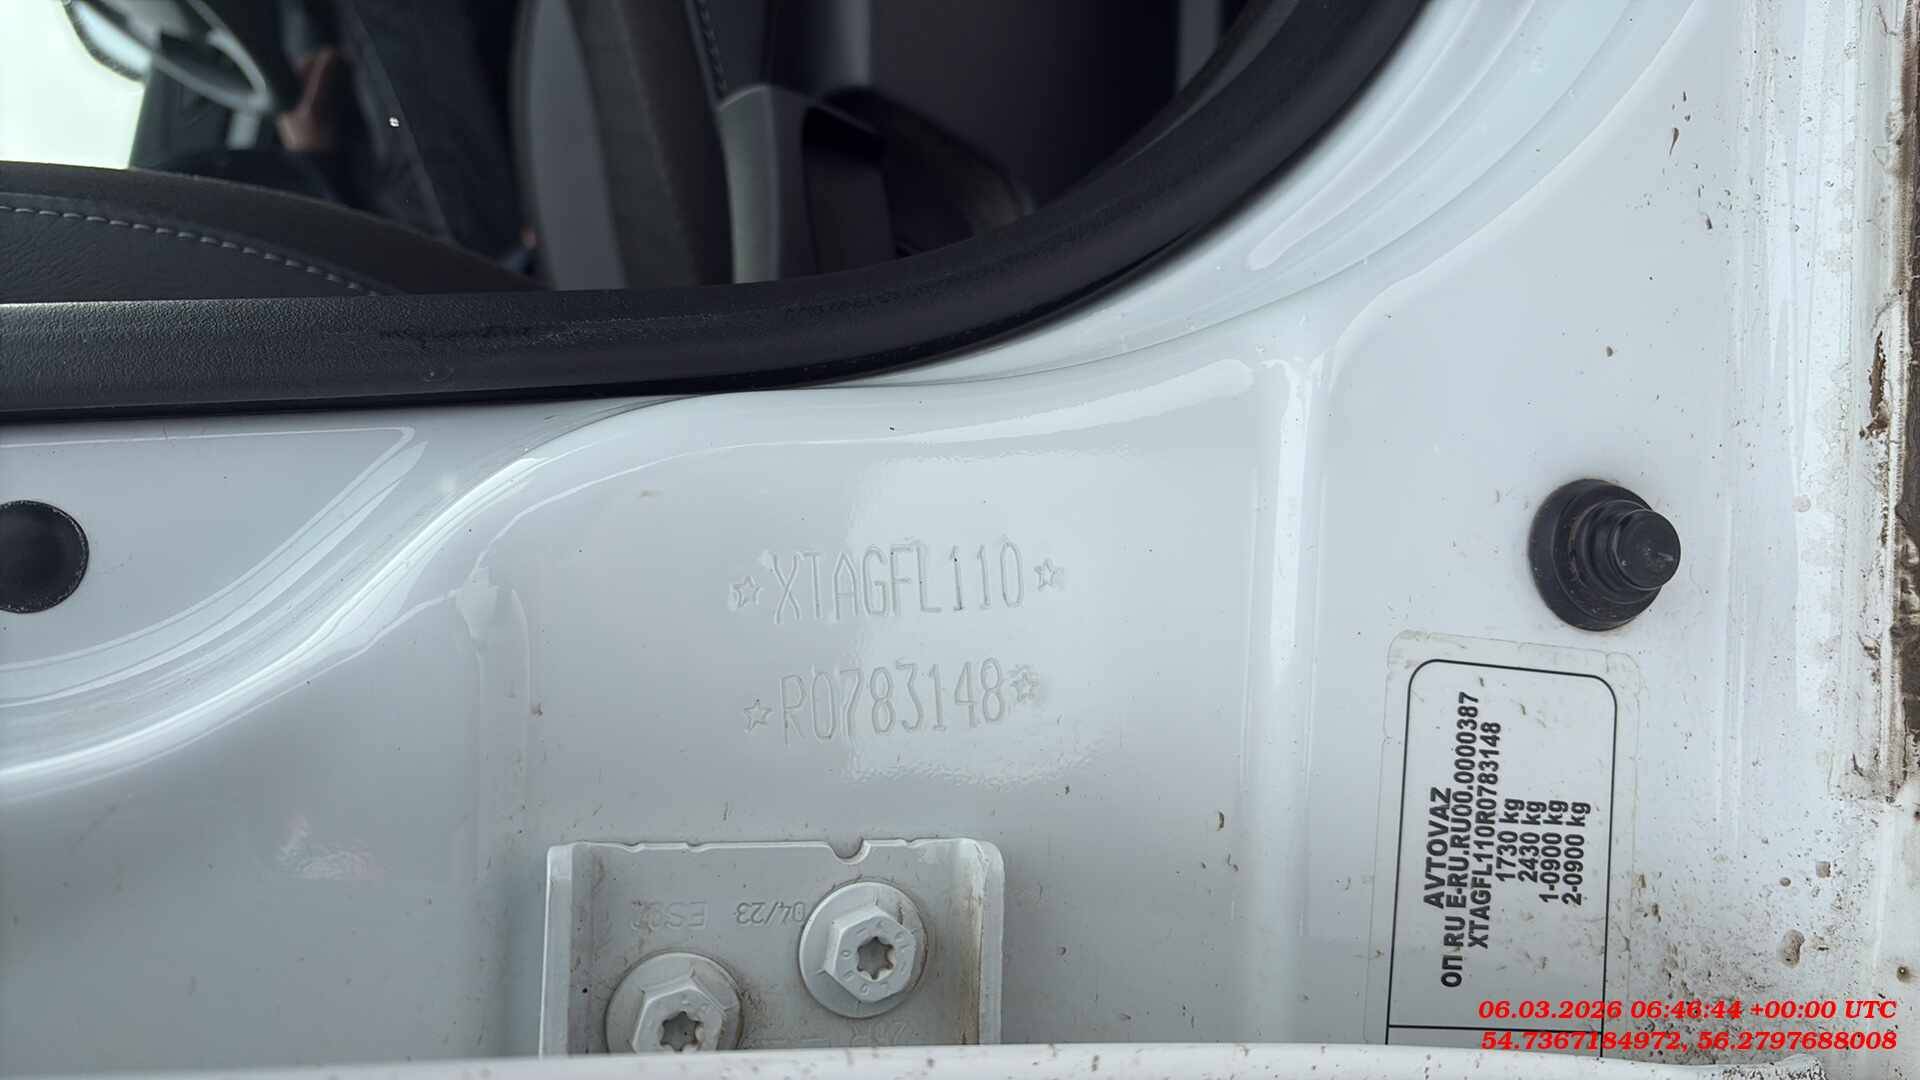 ☆XTAGFL110☆
☆R0783148☆
AVTOVAZ
ОП RU E-RU.RU00.0000387
XTAGFL110R0783148
1730 kg
2430 kg
1-0900 kg
2-0900 kg
04/23
06.03.2026 06:46:44 +00:00 UTC
54.7367184972, 56.2797688008